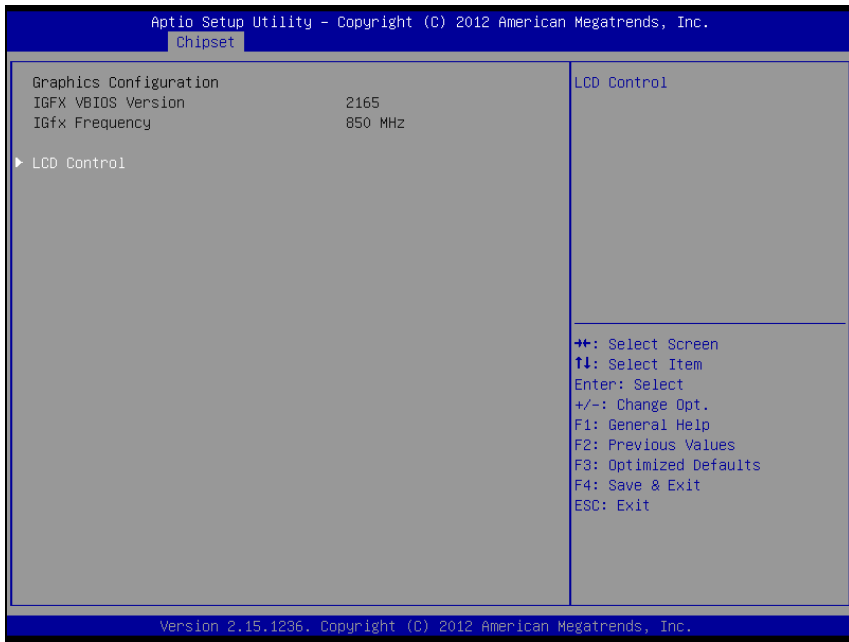 Aptio Setup Utility – Copyright (C) 2012 American Megatrends, Inc.
Chipset
Graphics Configuration
IGFX VBIOS Version 2165
IGfx Frequency 850 MHz
LCD Control
LCD Control
→←: Select Screen
↑↓: Select Item
Enter: Select
+/-: Change Opt.
F1: General Help
F2: Previous Values
F3: Optimized Defaults
F4: Save & Exit
ESC: Exit
Version 2.15.1236. Copyright (C) 2012 American Megatrends, Inc.